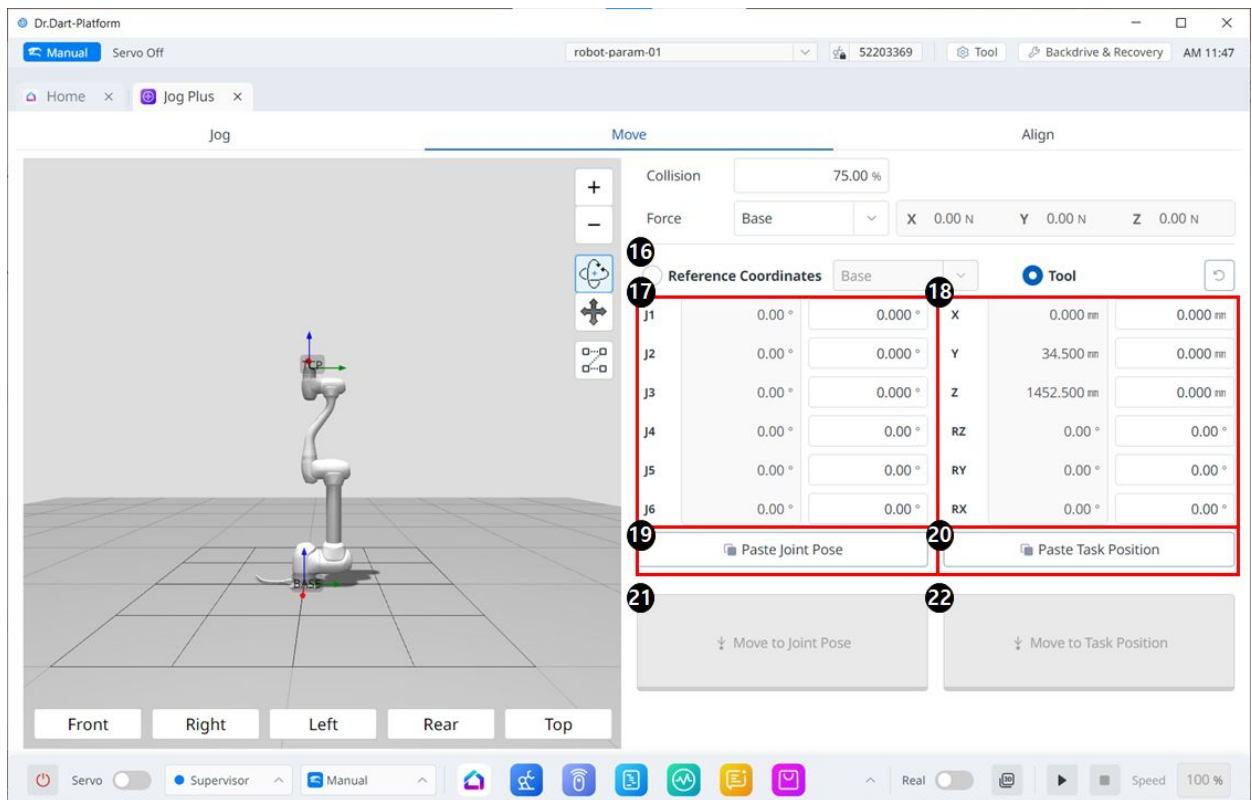 Dr.Dart-Platform
Manual Servo Off robot-param-01 52203369 Tool Backdrive & Recovery AM 11:47
Home Jog Plus
Jog Move Align
Collision 75.00 %
Force Base X 0.00 N Y 0.00 N Z 0.00 N
16
Reference Coordinates Base Tool
17 18
J1 0.00 ° 0.000 ° X 0.000 mm 0.000 mm
J2 0.00 ° 0.000 ° Y 34.500 mm 0.000 mm
J3 0.00 ° 0.000 ° Z 1452.500 mm 0.000 mm
J4 0.00 ° 0.00 ° RZ 0.00 ° 0.00 °
J5 0.00 ° 0.00 ° RY 0.00 ° 0.00 °
J6 0.00 ° 0.00 ° RX 0.00 ° 0.00 °
19 20
Paste Joint Pose Paste Task Position
21 22
Move to Joint Pose Move to Task Position
TCP
BASE
Front Right Left Rear Top
Servo Supervisor Manual Real 3D Speed 100 %